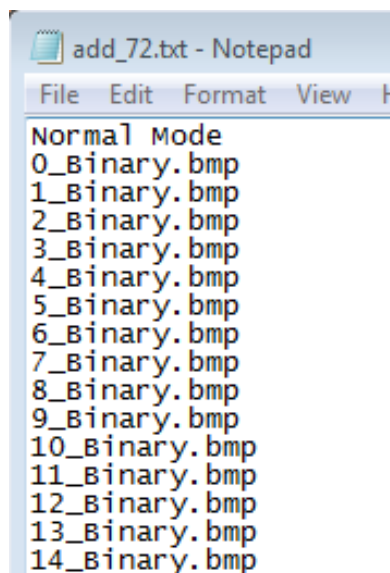 add_72.txt - Notepad
File Edit Format View
Normal Mode
0_Binary.bmp
1_Binary.bmp
2_Binary.bmp
3_Binary.bmp
4_Binary.bmp
5_Binary.bmp
6_Binary.bmp
7_Binary.bmp
8_Binary.bmp
9_Binary.bmp
10_Binary.bmp
11_Binary.bmp
12_Binary.bmp
13_Binary.bmp
14_Binary.bmp